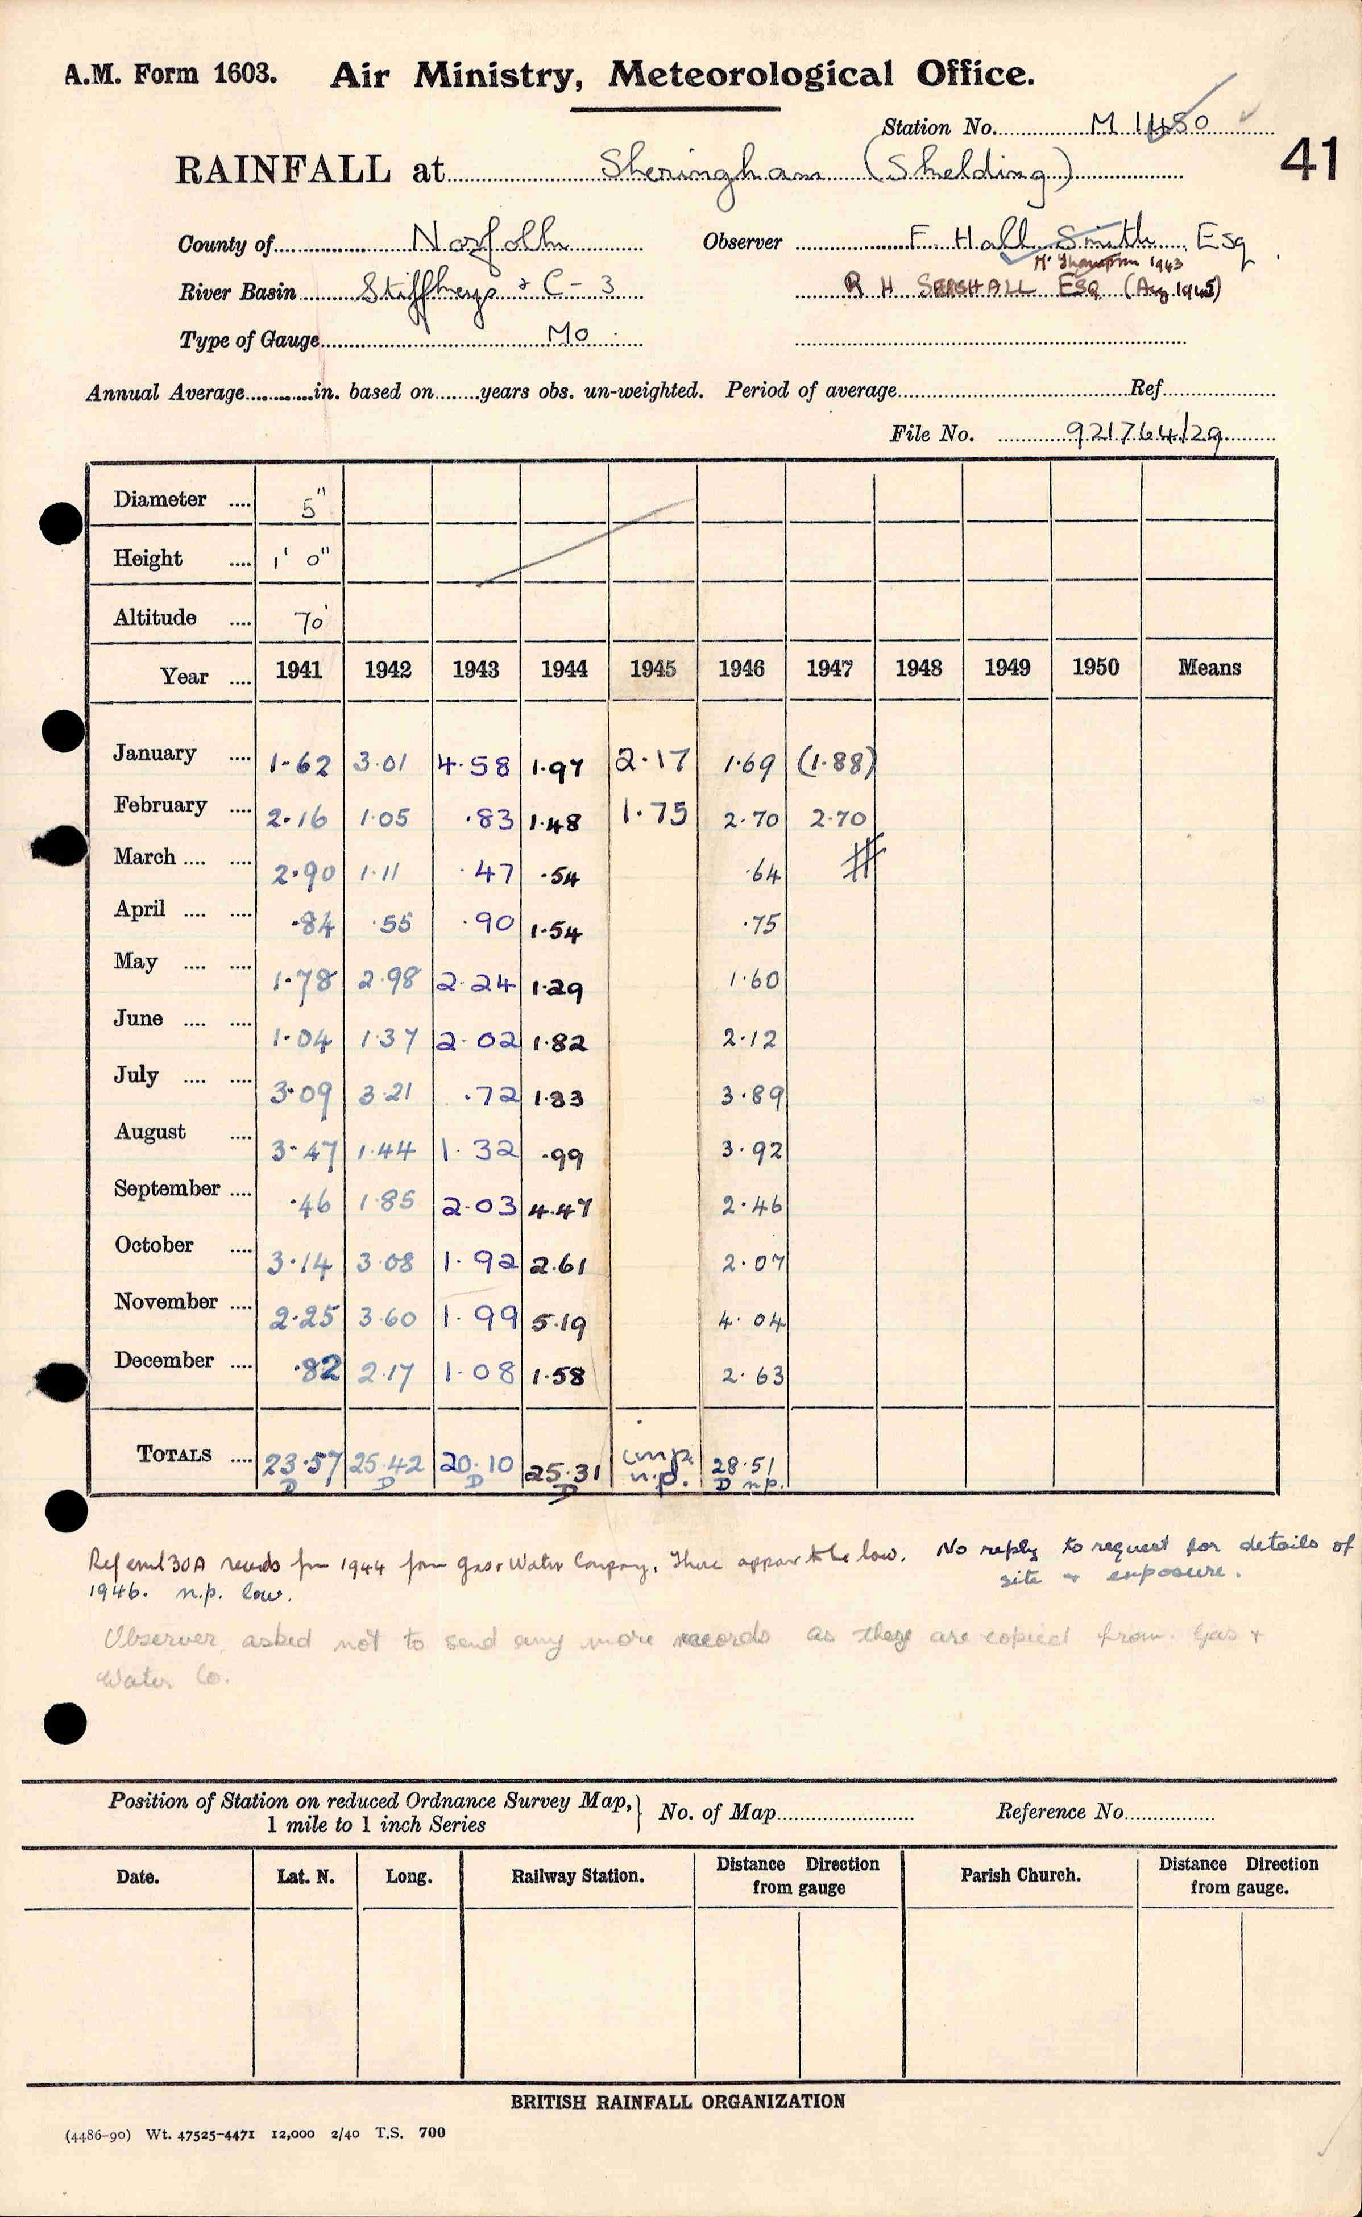 A.M. Form 1603. Air Ministry, Meteorological Office.
Station No. M 1480
41
RAINFALL at Sheringham (Shelding)
County of Norfolk Observer F. Hall Smith, Esq.
Mr Thompson 1943
River Basin Stiffkey & C - 3 R H SERSHALL ESQ (Aug 1945)
Type of Gauge MO
Annual Average in. based on years obs. un-weighted. Period of average Ref
File No. 921764/29
Diameter 5"
Height 1' 0"
Altitude 70'
Year 1941 1942 1943 1944 1945 1946 1947 1948 1949 1950 Means
January 1.62 3.01 4.58 1.97 2.17 1.69 (1.88)
February 2.16 1.05 .83 1.48 1.75 2.70 2.70
March 2.90 1.11 .47 .54 .64
April .84 .55 .90 1.54 .75
May 1.78 2.98 2.24 1.29 1.60
June 1.04 1.37 2.02 1.82 2.12
July 3.09 3.21 .72 1.83 3.89
August 3.47 1.44 1.32 .99 3.92
September .46 1.85 2.03 4.47 2.46
October 3.14 3.08 1.92 2.61 2.07
November 2.25 3.60 1.99 5.19 4.04
December .82 2.17 1.08 1.58 2.63
TOTALS 23.57 25.42 20.10 25.31 imp. 28.51
D D D D n.p. D n.p.
Ref records for 1944 from Gas & Water Company. These appear to be low. No reply to request for details of
1946. n.p. low. site & exposure.
Observer asked not to send any more records as they are copied from Gas &
Water Co.
Position of Station on reduced Ordnance Survey Map, No. of Map Reference No.
1 mile to 1 inch Series
Date. Lat. N. Long. Railway Station. Distance Direction Parish Church. Distance Direction
from gauge from gauge.
BRITISH RAINFALL ORGANIZATION
(4486-90) Wt. 47525-4471 12,000 2/40 T.S. 700